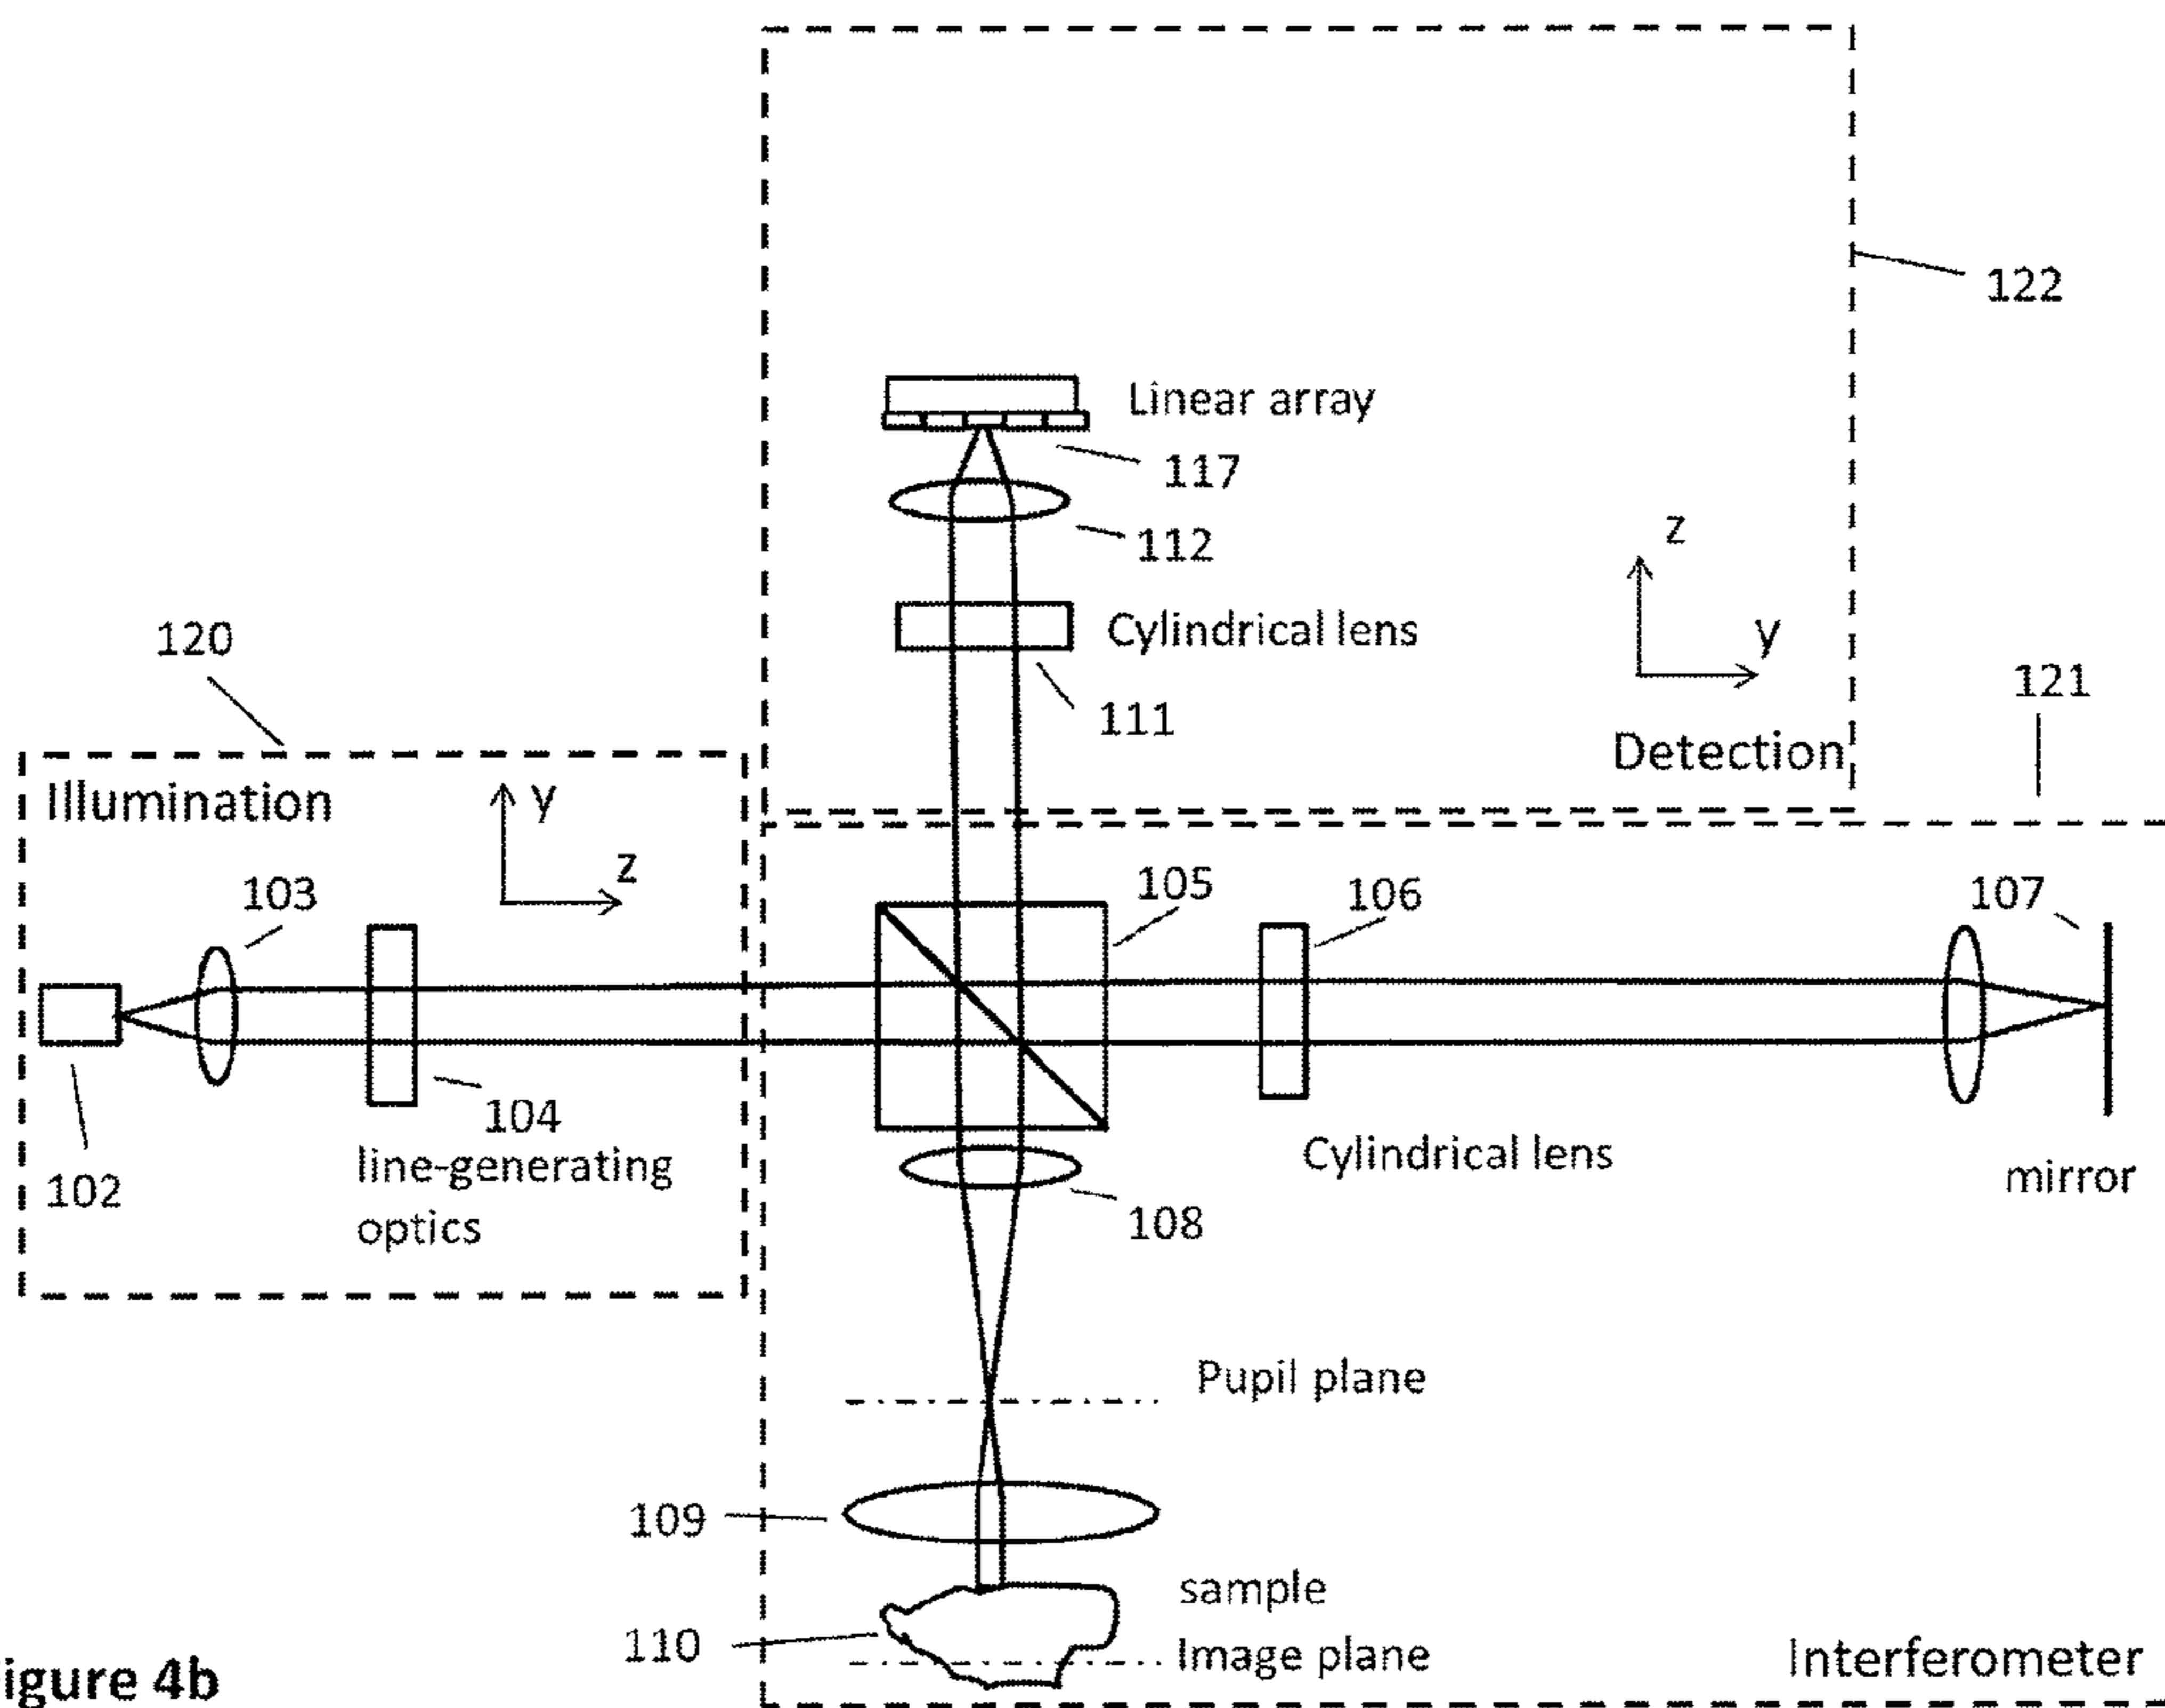 122
Linear array
117
112
z
Cylindrical lens
y
120
111
121
Detection
Illumination
y
z
103
105
106
107
104
line-generating
optics
102
Cylindrical lens
mirror
108
Pupil plane
109
sample
110
Image plane
Interferometer
igure 4b